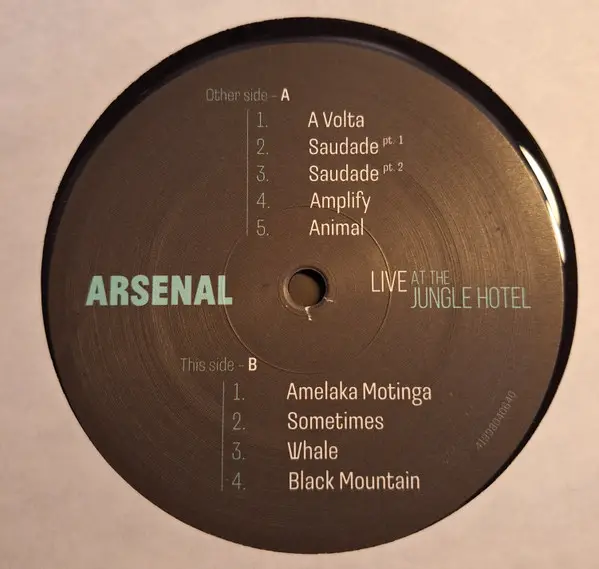 Other side - A
1. A Volta
2. Saudade pt. 1
3. Saudade pt. 2
4. Amplify
5. Animal
ARSENAL
LIVE AT THE
JUNGLE HOTEL
This side - B
1. Amelaka Motinga
2. Sometimes
3. Whale
4. Black Mountain